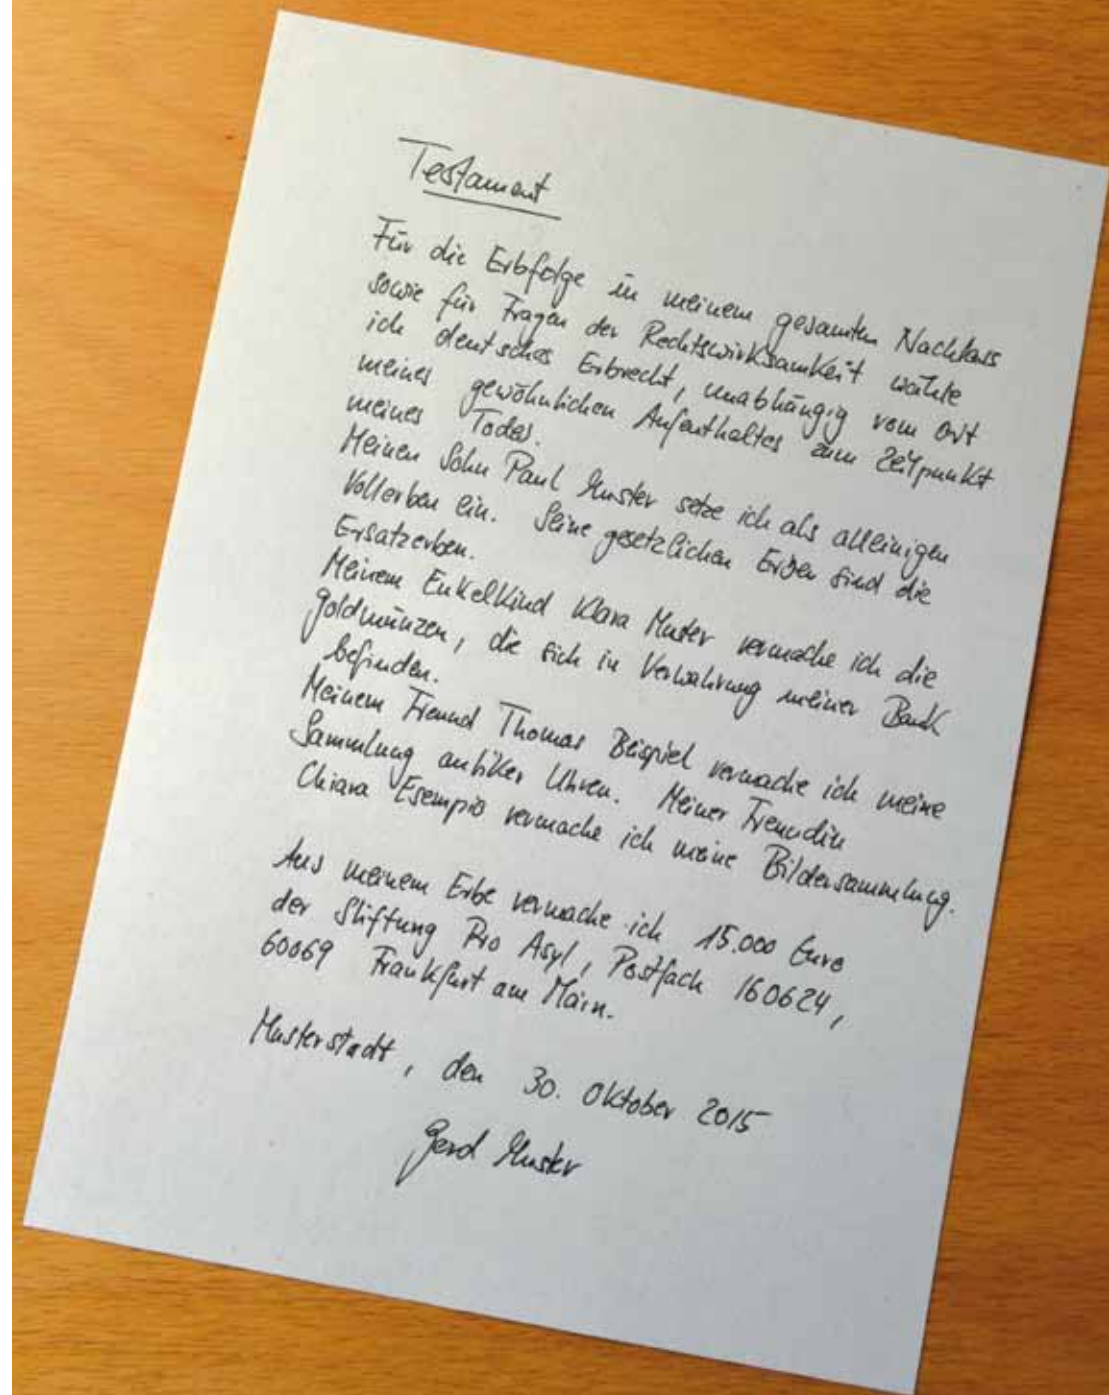 Testament
Für die Erbfolge in meinem gesamten Nachlass
sowie für Fragen der Rechtswirksamkeit wähle
ich deutsches Erbrecht, unabhängig vom Ort
meines gewöhnlichen Aufenthaltes zum Zeitpunkt
meines Todes.
Meinen Sohn Paul Muster setze ich als alleinigen
Vollerben ein. Seine gesetzlichen Erben sind die
Ersatzerben.
Meinem Enkelkind Klara Muster vermache ich die
Goldmünzen, die sich in Verwahrung meiner Bank
befinden.
Meinem Freund Thomas Beispiel vermache ich meine
Sammlung antiker Uhren. Meiner Freundin
Chiara Esempio vermache ich meine Bildersammlung.
Aus meinem Erbe vermache ich 15.000 Euro
der Stiftung Pro Asyl, Postfach 160624,
60069 Frankfurt am Main.
Musterstadt, den 30. Oktober 2015
Gerd Muster